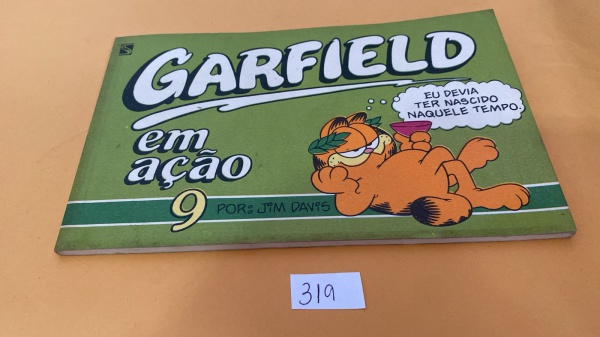 GARFIELD
EU DEVIA
TER NASCIDO
NAQUELE TEMPO.
em
ação
9
POR: JIM DAVIS
319